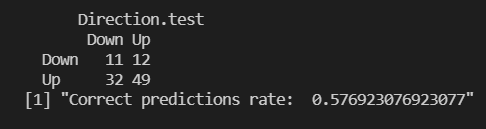 Direction.test
Down Up
Down 11 12
Up 32 49
[1] "Correct predictions rate:  0.576923076923077"